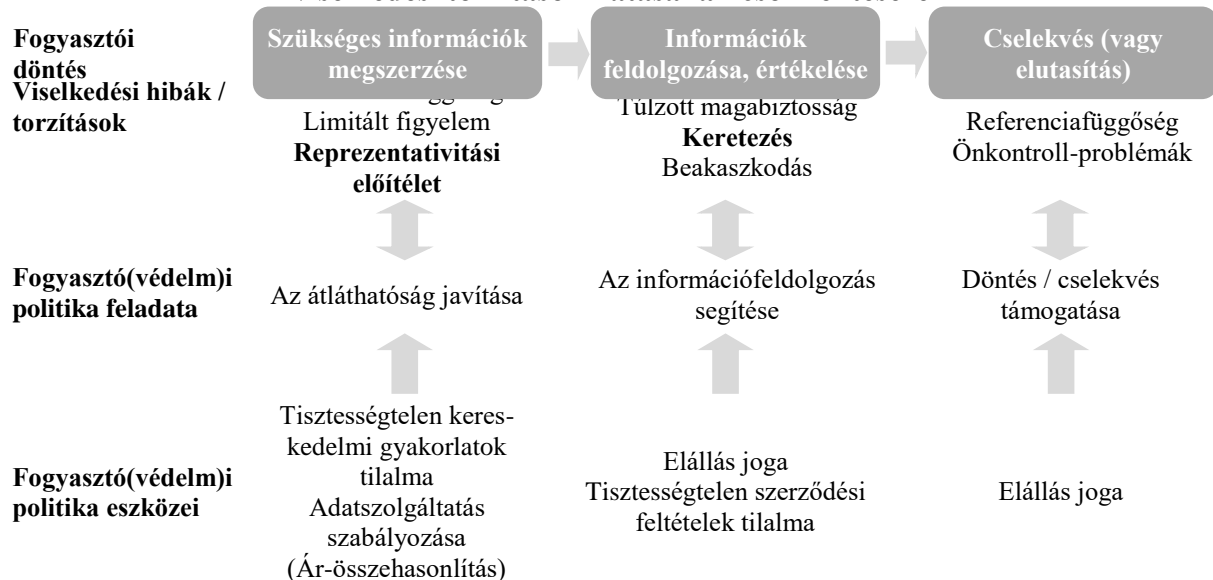 Fogyasztói
döntés
Szükséges információk
megszerzése
Információk
feldolgozása, értékelése
Cselekvés (vagy
elutasítás)
Viselkedési hibák /
torzítások
Limitált figyelem
Reprezentativitási
előítélet
Túlzott magabiztosság
Keretezés
Beakaszkodás
Referenciafüggőség
Önkontroll-problémák
Fogyasztó(védelm)i
politika feladata
Az átláthatóság javítása
Az információfeldolgozás
segítése
Döntés / cselekvés
támogatása
Fogyasztó(védelm)i
politika eszközei
Tisztességtelen keres-
kedelmi gyakorlatok
tilalma
Adatszolgáltatás
szabályozása
(Ár-összehasonlítás)
Elállás joga
Tisztességtelen szerződési
feltételek tilalma
Elállás joga